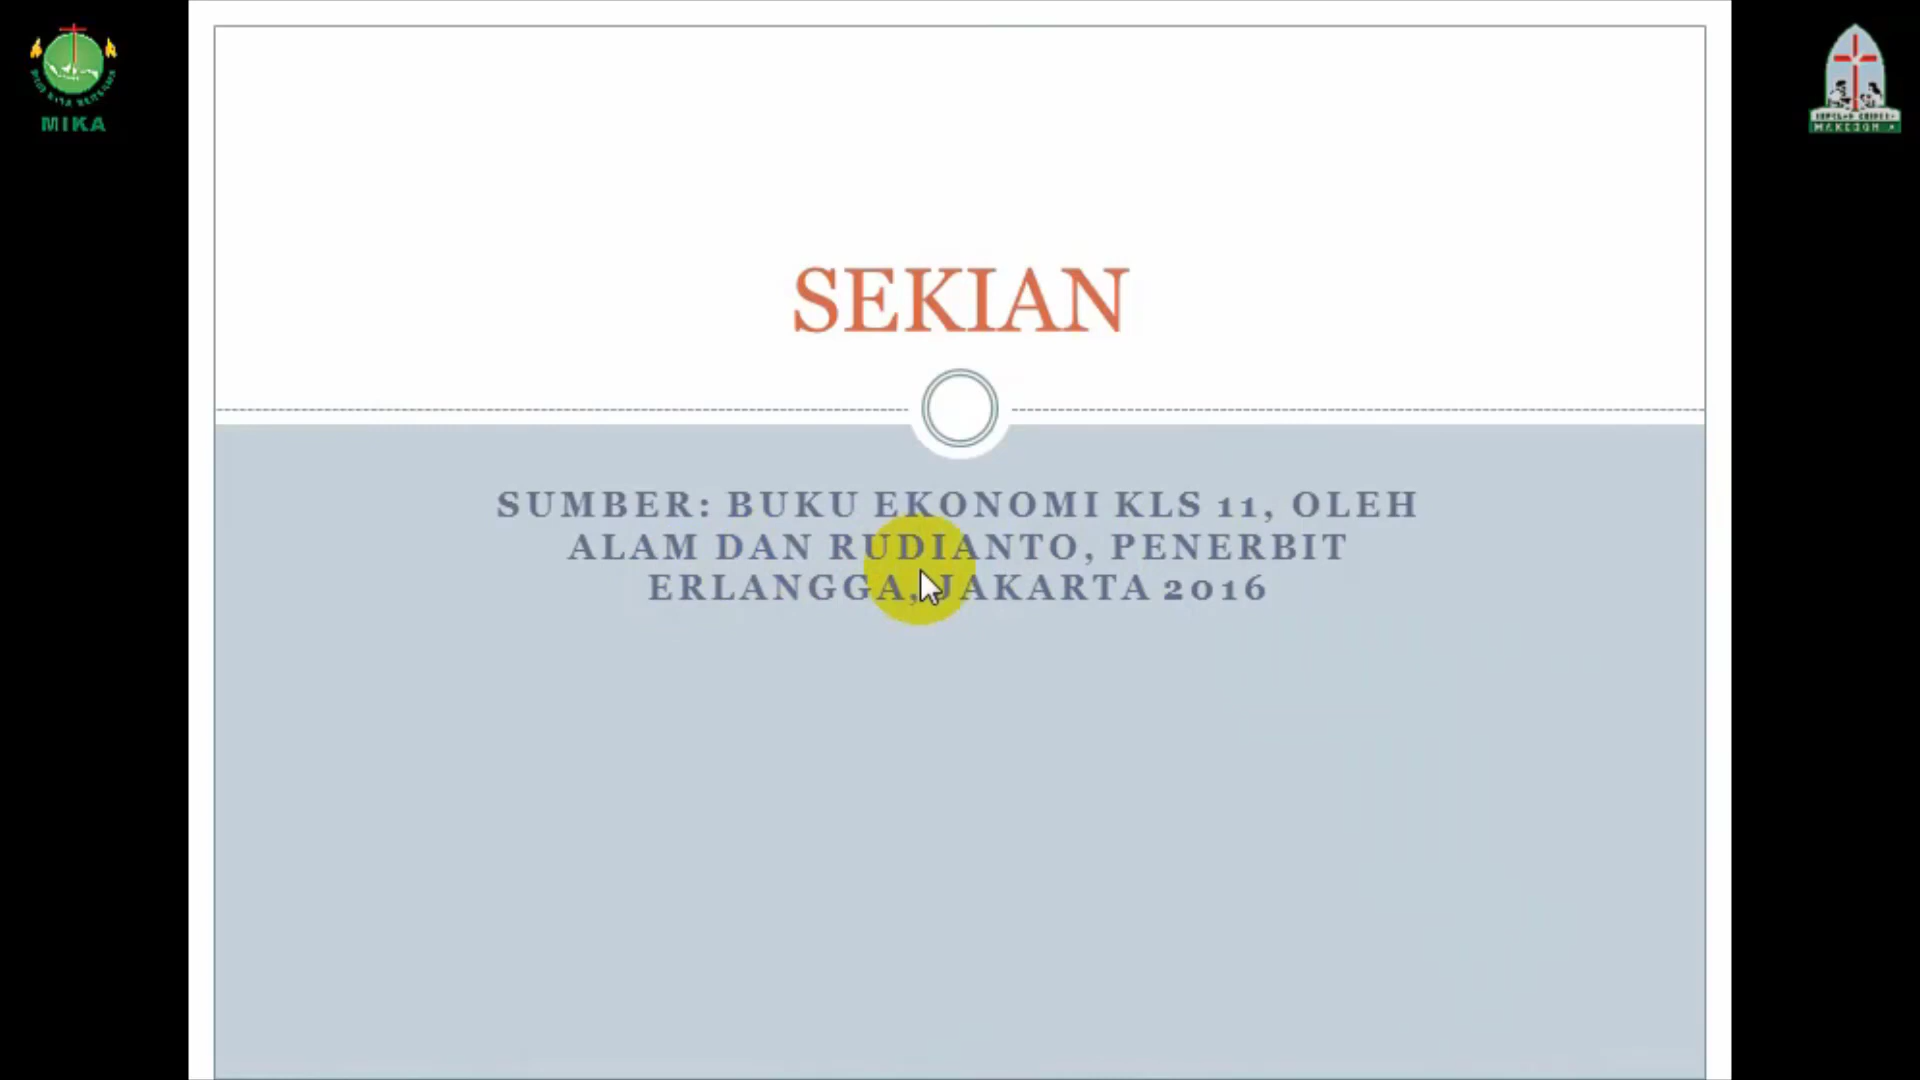 MIKA
SEKIAN
SUMBER: BUKU EKONOMI KLS 11, OLEH
ALAM DAN RUDIANTO, PENERBIT
ERLANGGA, JAKARTA 2016